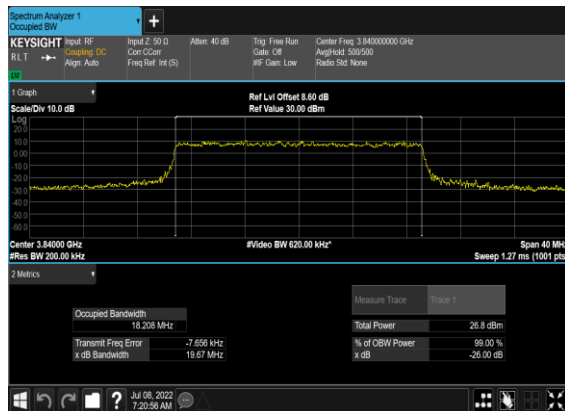 Spectrum Analyzer 1
Occupied BW
+
KEYSIGHT Input: RF Input Z: 50 Ω Atten: 40 dB Trig: Free Run Center Freq: 3.840000000 GHz
RLT Coupling: DC Corr CCorr Gate: Off Avg|Hold: 500/500
Align: Auto Freq Ref: Int (S) #IF Gain: Low Radio Std: None
LW
1 Graph
Ref Lvl Offset 8.60 dB
Scale/Div 10.0 dB Ref Value 30.00 dBm
Log
20.0
10.0
0.00
-10.0
-20.0
-30.0
-40.0
-50.0
-60.0
Center 3.84000 GHz #Video BW 620.00 kHz* Span 40 MHz
#Res BW 200.00 kHz Sweep 1.27 ms (1001 pts
2 Metrics
Measure Trace Trace 1
Occupied Bandwidth
18.208 MHz Total Power 26.8 dBm
Transmit Freq Error -7.656 kHz % of OBW Power 99.00 %
x dB Bandwidth 19.67 MHz x dB -26.00 dB
? Jul 08, 2022
7:20:56 AM